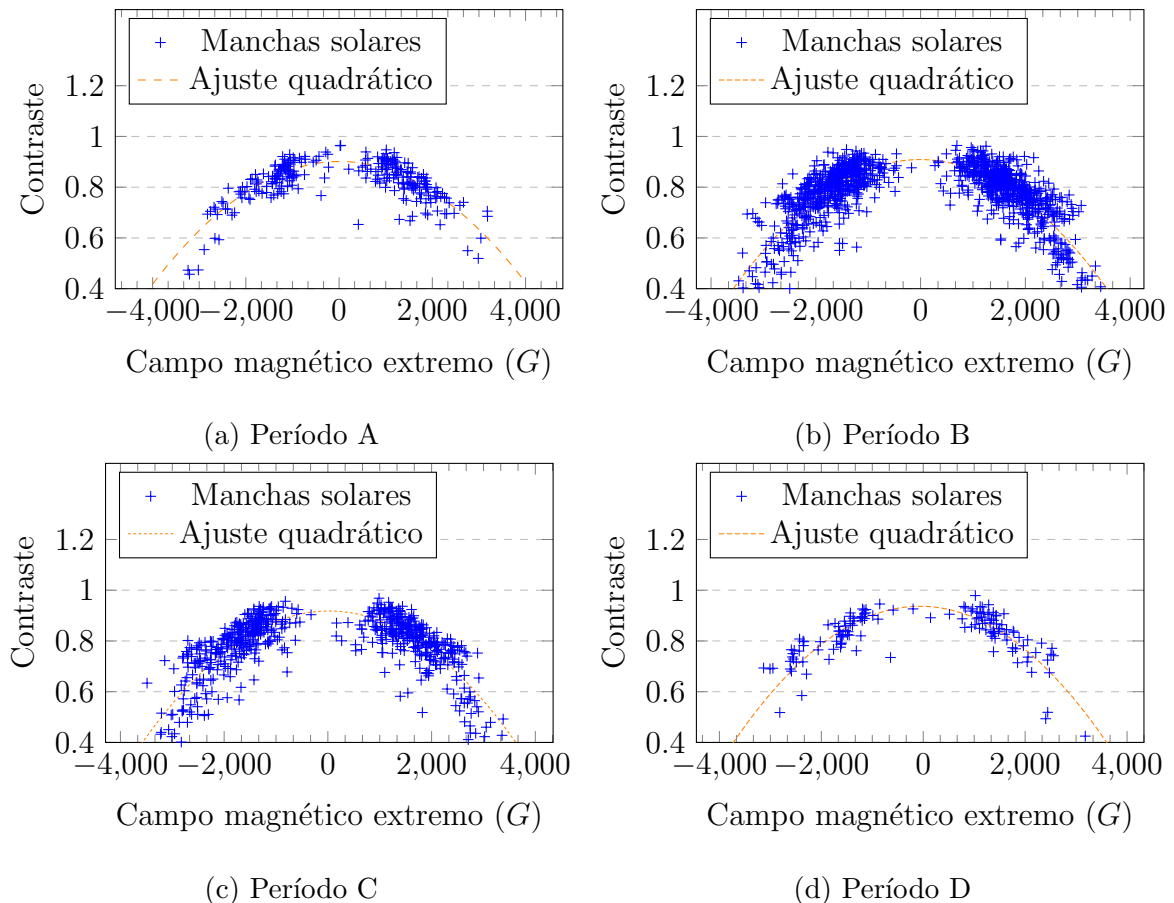 Manchas solares
Ajuste quadrático
1.2
1
0.8
0.6
0.4
Contraste
−4,000 −2,000 0 2,000 4,000
Campo magnético extremo (G)
(a) Período A
Manchas solares
Ajuste quadrático
1.2
1
0.8
0.6
0.4
Contraste
−4,000 −2,000 0 2,000 4,000
Campo magnético extremo (G)
(b) Período B
Manchas solares
Ajuste quadrático
1.2
1
0.8
0.6
0.4
Contraste
−4,000 −2,000 0 2,000 4,000
Campo magnético extremo (G)
(c) Período C
Manchas solares
Ajuste quadrático
1.2
1
0.8
0.6
0.4
Contraste
−4,000 −2,000 0 2,000 4,000
Campo magnético extremo (G)
(d) Período D